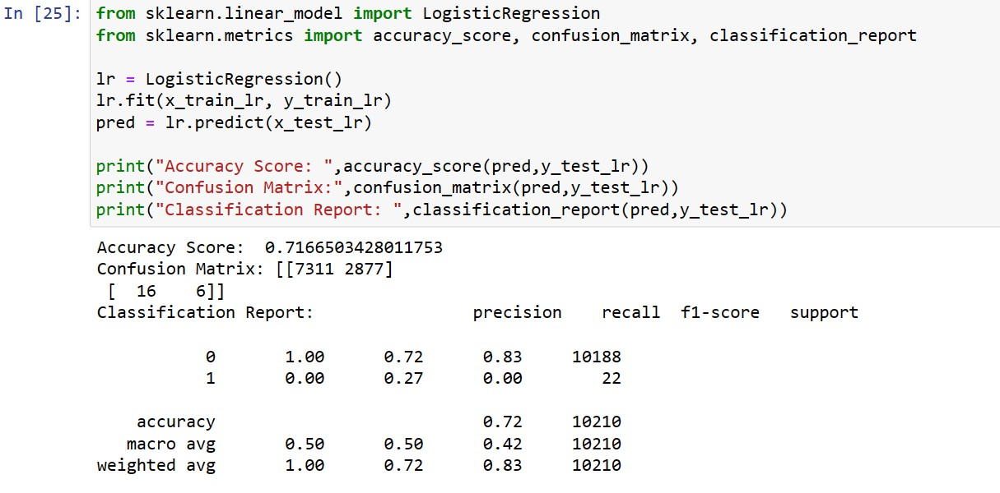 In [25]: from sklearn.linear_model import LogisticRegression
from sklearn.metrics import accuracy_score, confusion_matrix, classification_report
lr = LogisticRegression()
lr.fit(x_train_lr, y_train_lr)
pred = lr.predict(x_test_lr)
print("Accuracy Score: ",accuracy_score(pred,y_test_lr))
print("Confusion Matrix:",confusion_matrix(pred,y_test_lr))
print("Classification Report: ",classification_report(pred,y_test_lr))
Accuracy Score:  0.7166503428011753
Confusion Matrix: [[7311 2877]
 [  16    6]]
Classification Report:                precision    recall  f1-score   support
           0       1.00      0.72      0.83     10188
           1       0.00      0.27      0.00        22
    accuracy                           0.72     10210
   macro avg       0.50      0.50      0.42     10210
weighted avg       1.00      0.72      0.83     10210